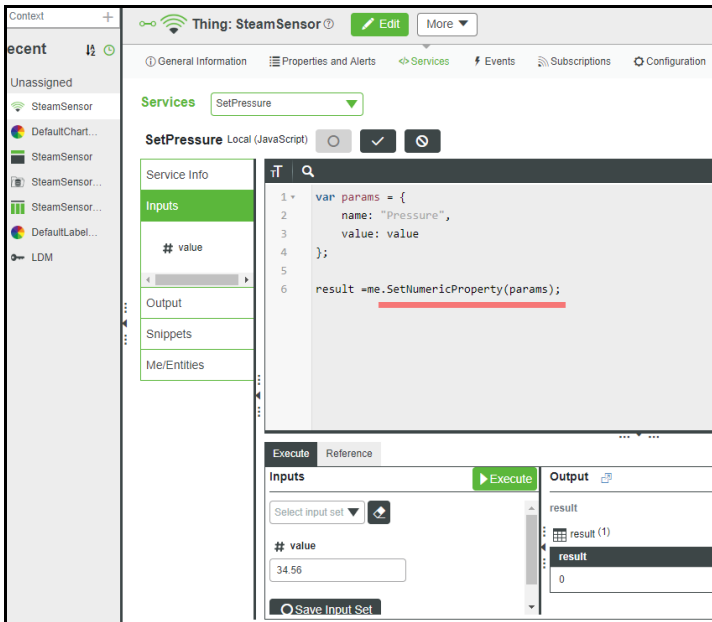 Context +
ecent
Unassigned
SteamSensor
DefaultChart...
SteamSensor
SteamSensor...
SteamSensor...
DefaultLabel...
LDM
Thing: SteamSensor Edit More
General Information Properties and Alerts Services Events Subscriptions Configuration
Services SetPressure
SetPressure Local (JavaScript)
Service Info
Inputs
# value
Output
Snippets
Me/Entities
1 var params = {
2 name: "Pressure",
3 value: value
4 };
5
6 result =me.SetNumericProperty(params);
Execute Reference
Inputs Execute
Select input set
# value
34.56
Save Input Set
Output
result
result (1)
result
0